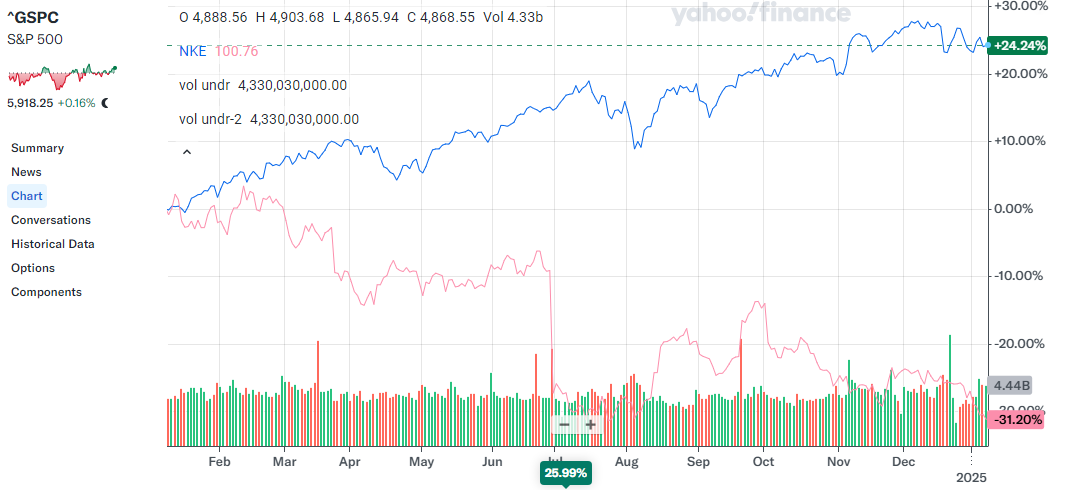 ^GSPC
S&P 500
5,918.25 +0.16%
Summary
News
Chart
Conversations
Historical Data
Options
Components
O 4,888.56 H 4,903.68 L 4,865.94 C 4,868.55 Vol 4.33b
NKE 100.76
vol undr 4,330,030,000.00
vol undr-2 4,330,030,000.00
yahoo!finance
+30.00%
+24.24%
+20.00%
+10.00%
0.00%
-10.00%
-20.00%
4.44B
-31.20%
Feb Mar Apr May Jun Aug Sep Oct Nov Dec
2025
25.99%